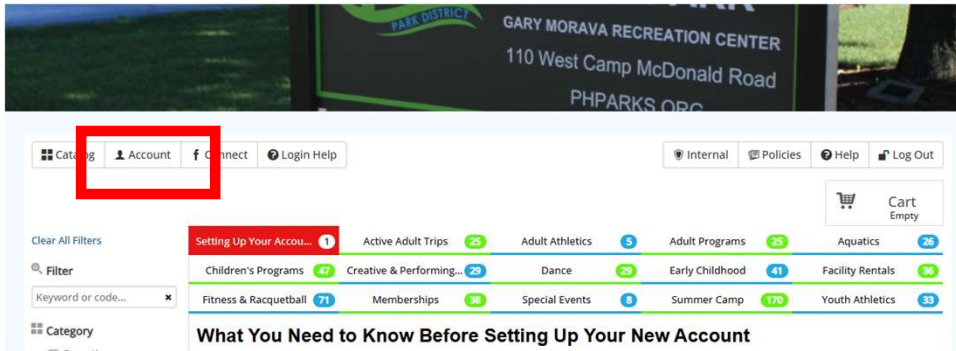 PARK DISTRICT
GARY MORAVA RECREATION CENTER
110 West Camp McDonald Road
PHPARKS.ORG
Catalog Account Connect Login Help Internal Policies Help Log Out
Cart
Empty
Clear All Filters
Setting Up Your Accou... 1 Active Adult Trips 25 Adult Athletics 5 Adult Programs 25 Aquatics 26
Filter
Children's Programs 47 Creative & Performing... 29 Dance 29 Early Childhood 41 Facility Rentals 36
Keyword or code...
Fitness & Racquetball 71 Memberships 38 Special Events 8 Summer Camp 170 Youth Athletics 33
Category
What You Need to Know Before Setting Up Your New Account